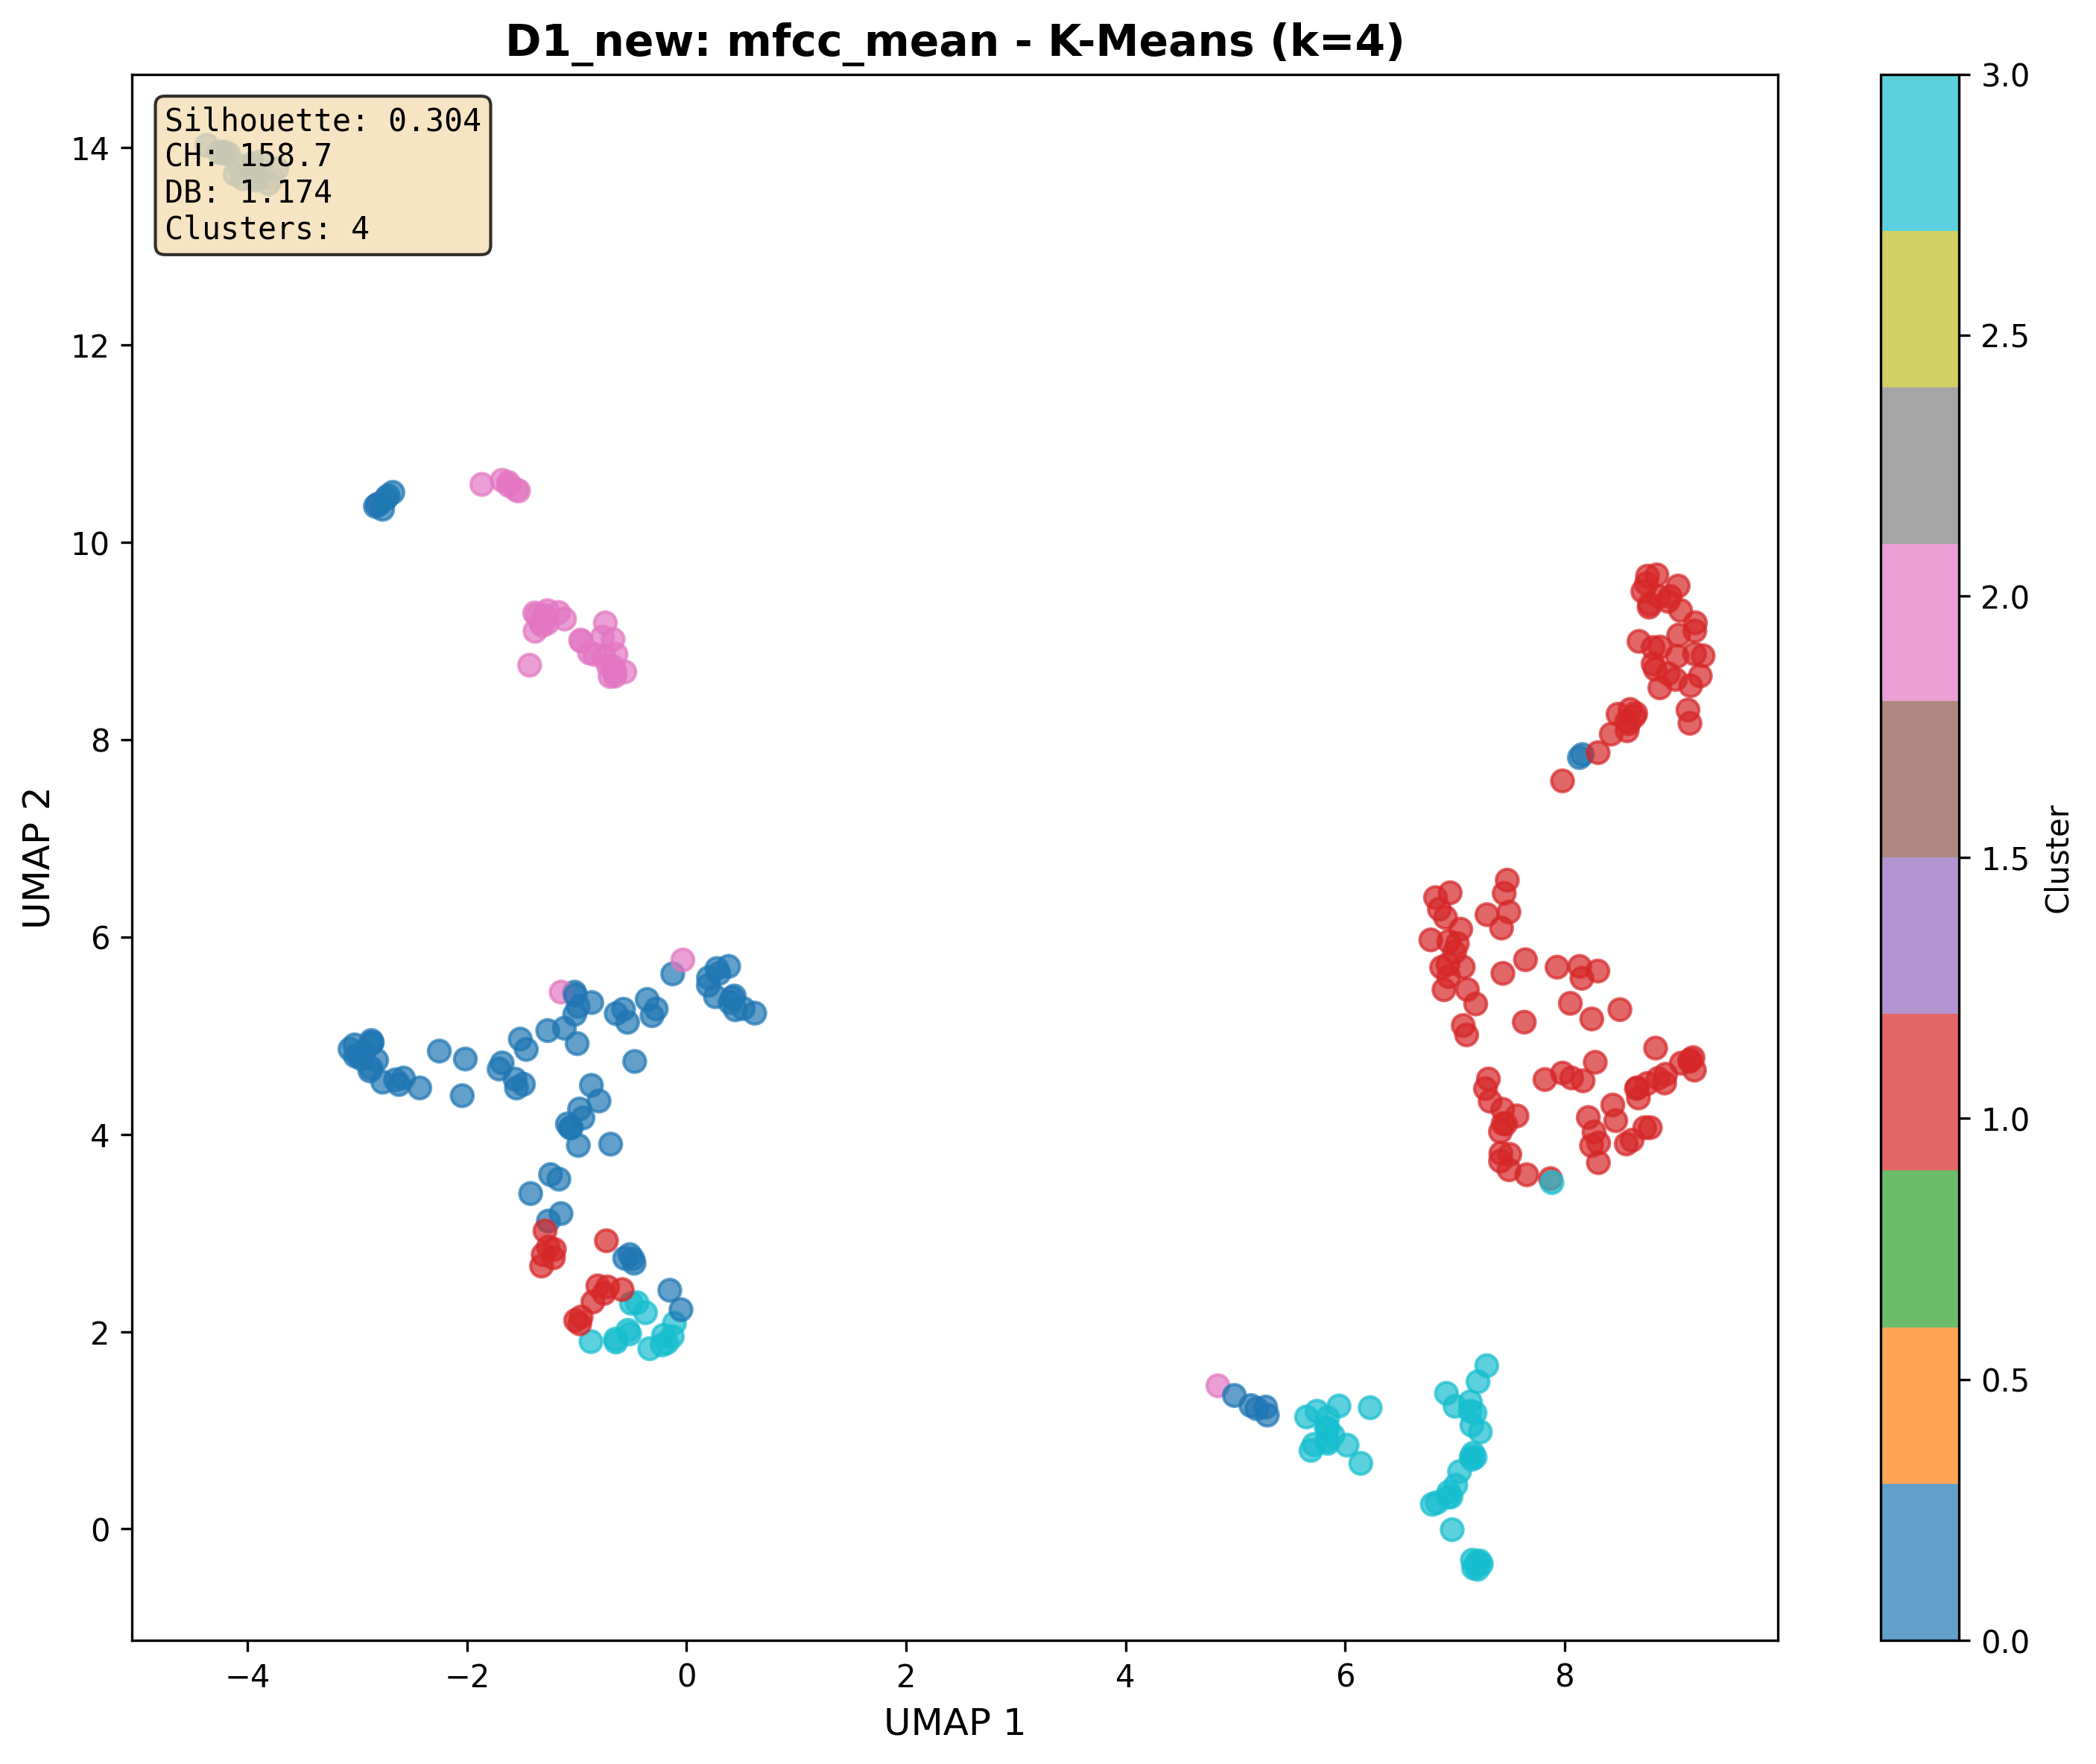 D1_new: mfcc_mean - K-Means (k=4)
Silhouette: 0.304
CH: 158.7
DB: 1.174
Clusters: 4
14
12
10
8
6
4
2
0
UMAP 2
−4
−2
0
2
4
6
8
UMAP 1
3.0
2.5
2.0
1.5
1.0
0.5
0.0
Cluster